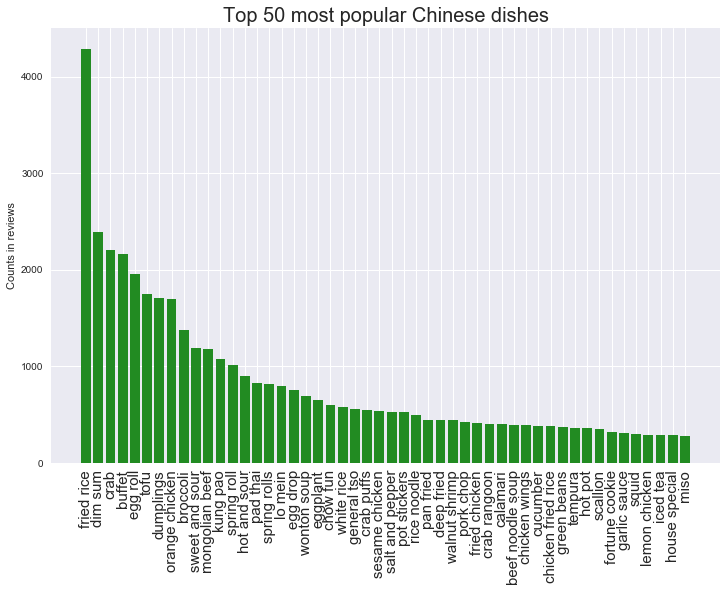 Top 50 most popular Chinese dishes
Counts in reviews
4000
3000
2000
1000
0
fried rice
dim sum
crab
buffet
egg roll
tofu
dumplings
orange chicken
broccoli
sweet and sour
mongolian beef
kung pao
spring roll
hot and sour
pad thai
spring rolls
lo mein
egg drop
wonton soup
eggplant
chow fun
white rice
general tso
crab puffs
sesame chicken
salt and pepper
pot stickers
rice noodle
pan fried
deep fried
walnut shrimp
pork chop
fried chicken
crab rangoon
calamari
beef noodle soup
chicken wings
cucumber
chicken fried rice
green beans
tempura
hot pot
scallion
fortune cookie
garlic sauce
squid
lemon chicken
iced tea
house special
miso